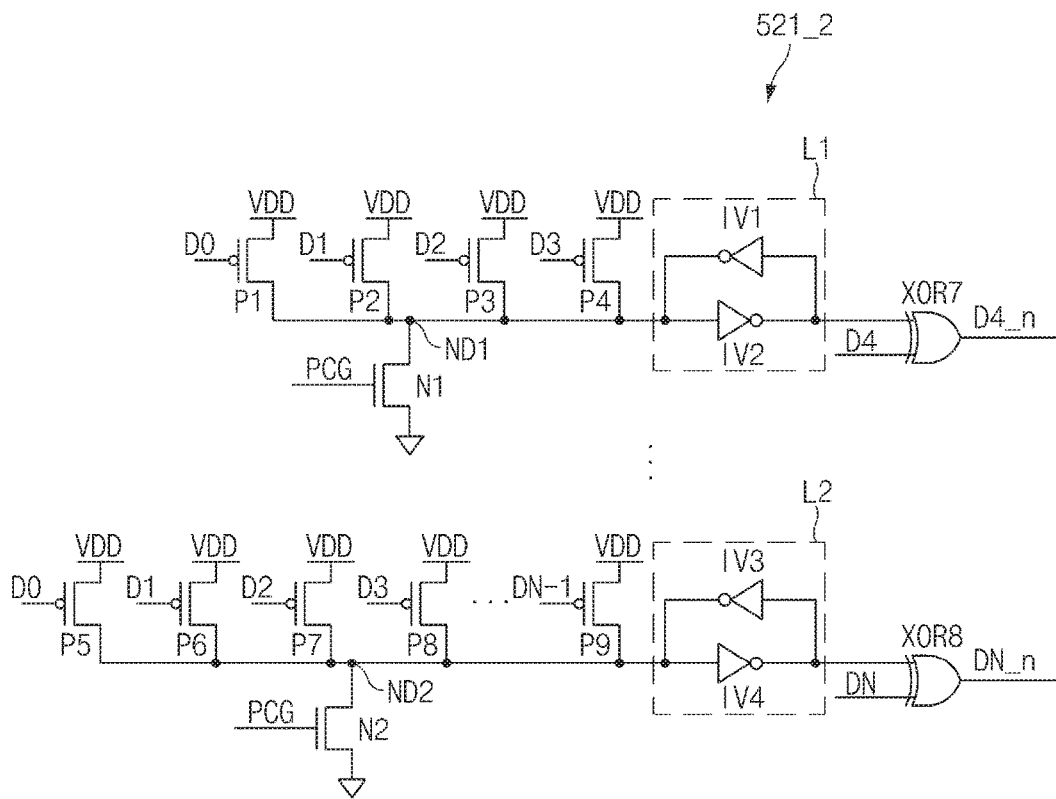 521_2
L1
VDD VDD VDD VDD
IV1
D0 D1 D2 D3
P1 P2 P3 P4
XOR7
D4_n
ND1
IV2
D4
PCG
N1
. . .
L2
VDD VDD VDD VDD VDD
IV3
D0 D1 D2 D3 . . . DN-1
P5 P6 P7 P8 P9
XOR8
DN_n
ND2
IV4
DN
PCG
N2